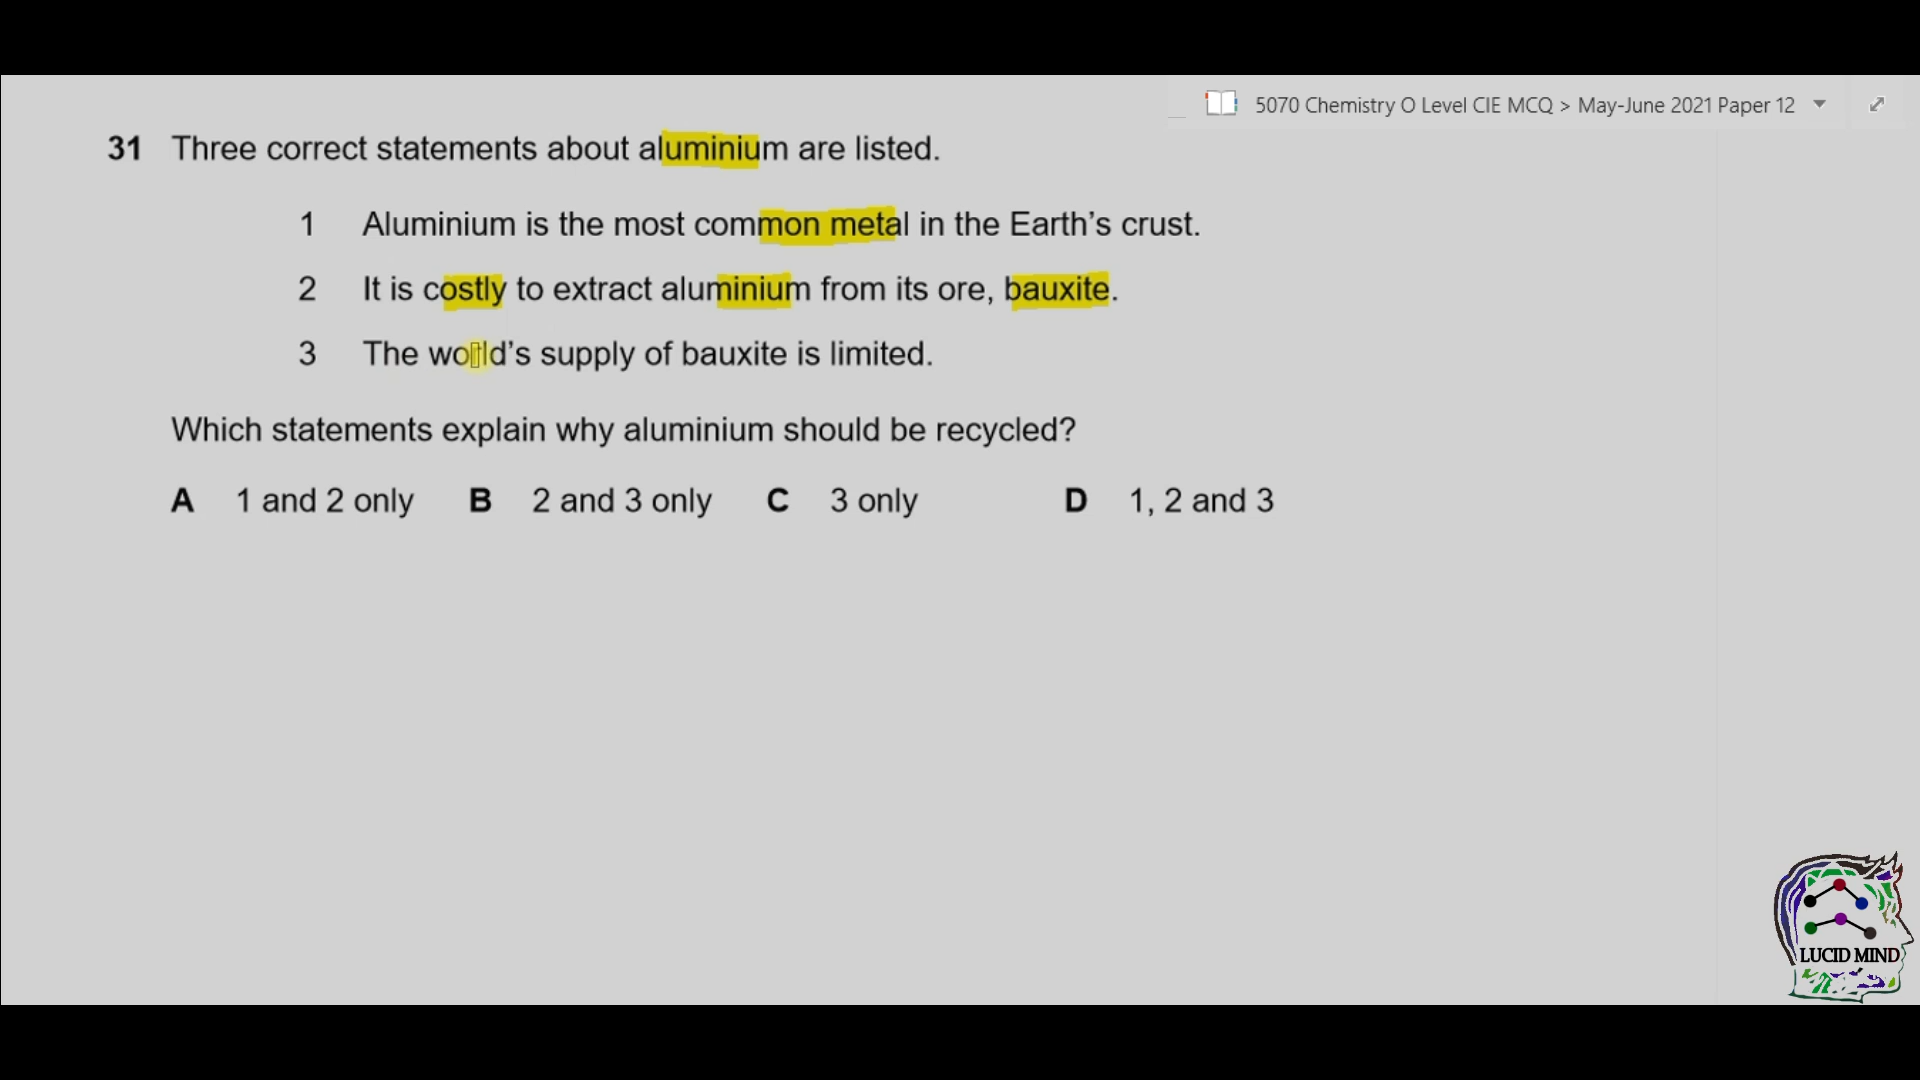 5070 Chemistry O Level CIE MCQ > May-June 2021 Paper 12
31 Three correct statements about aluminium are listed.
1 Aluminium is the most common metal in the Earth's crust.
2 It is costly to extract aluminium from its ore, bauxite.
3 The world's supply of bauxite is limited.
Which statements explain why aluminium should be recycled?
A 1 and 2 only B 2 and 3 only C 3 only D 1, 2 and 3
LUCID MIND